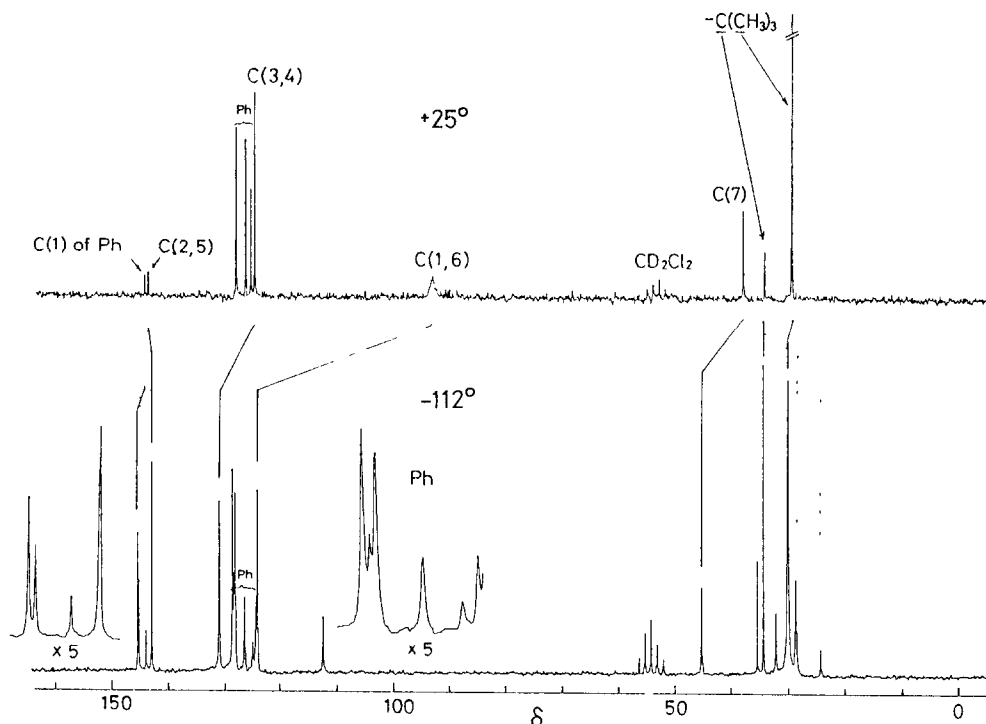 -C(CH₃)₃
C(3,4)
Ph
+25°
C(7)
C(1) of Ph
C(2,5)
C(1,6)
CD₂Cl₂
-112°
Ph
Ph
x 5
x 5
150
100
δ
50
0